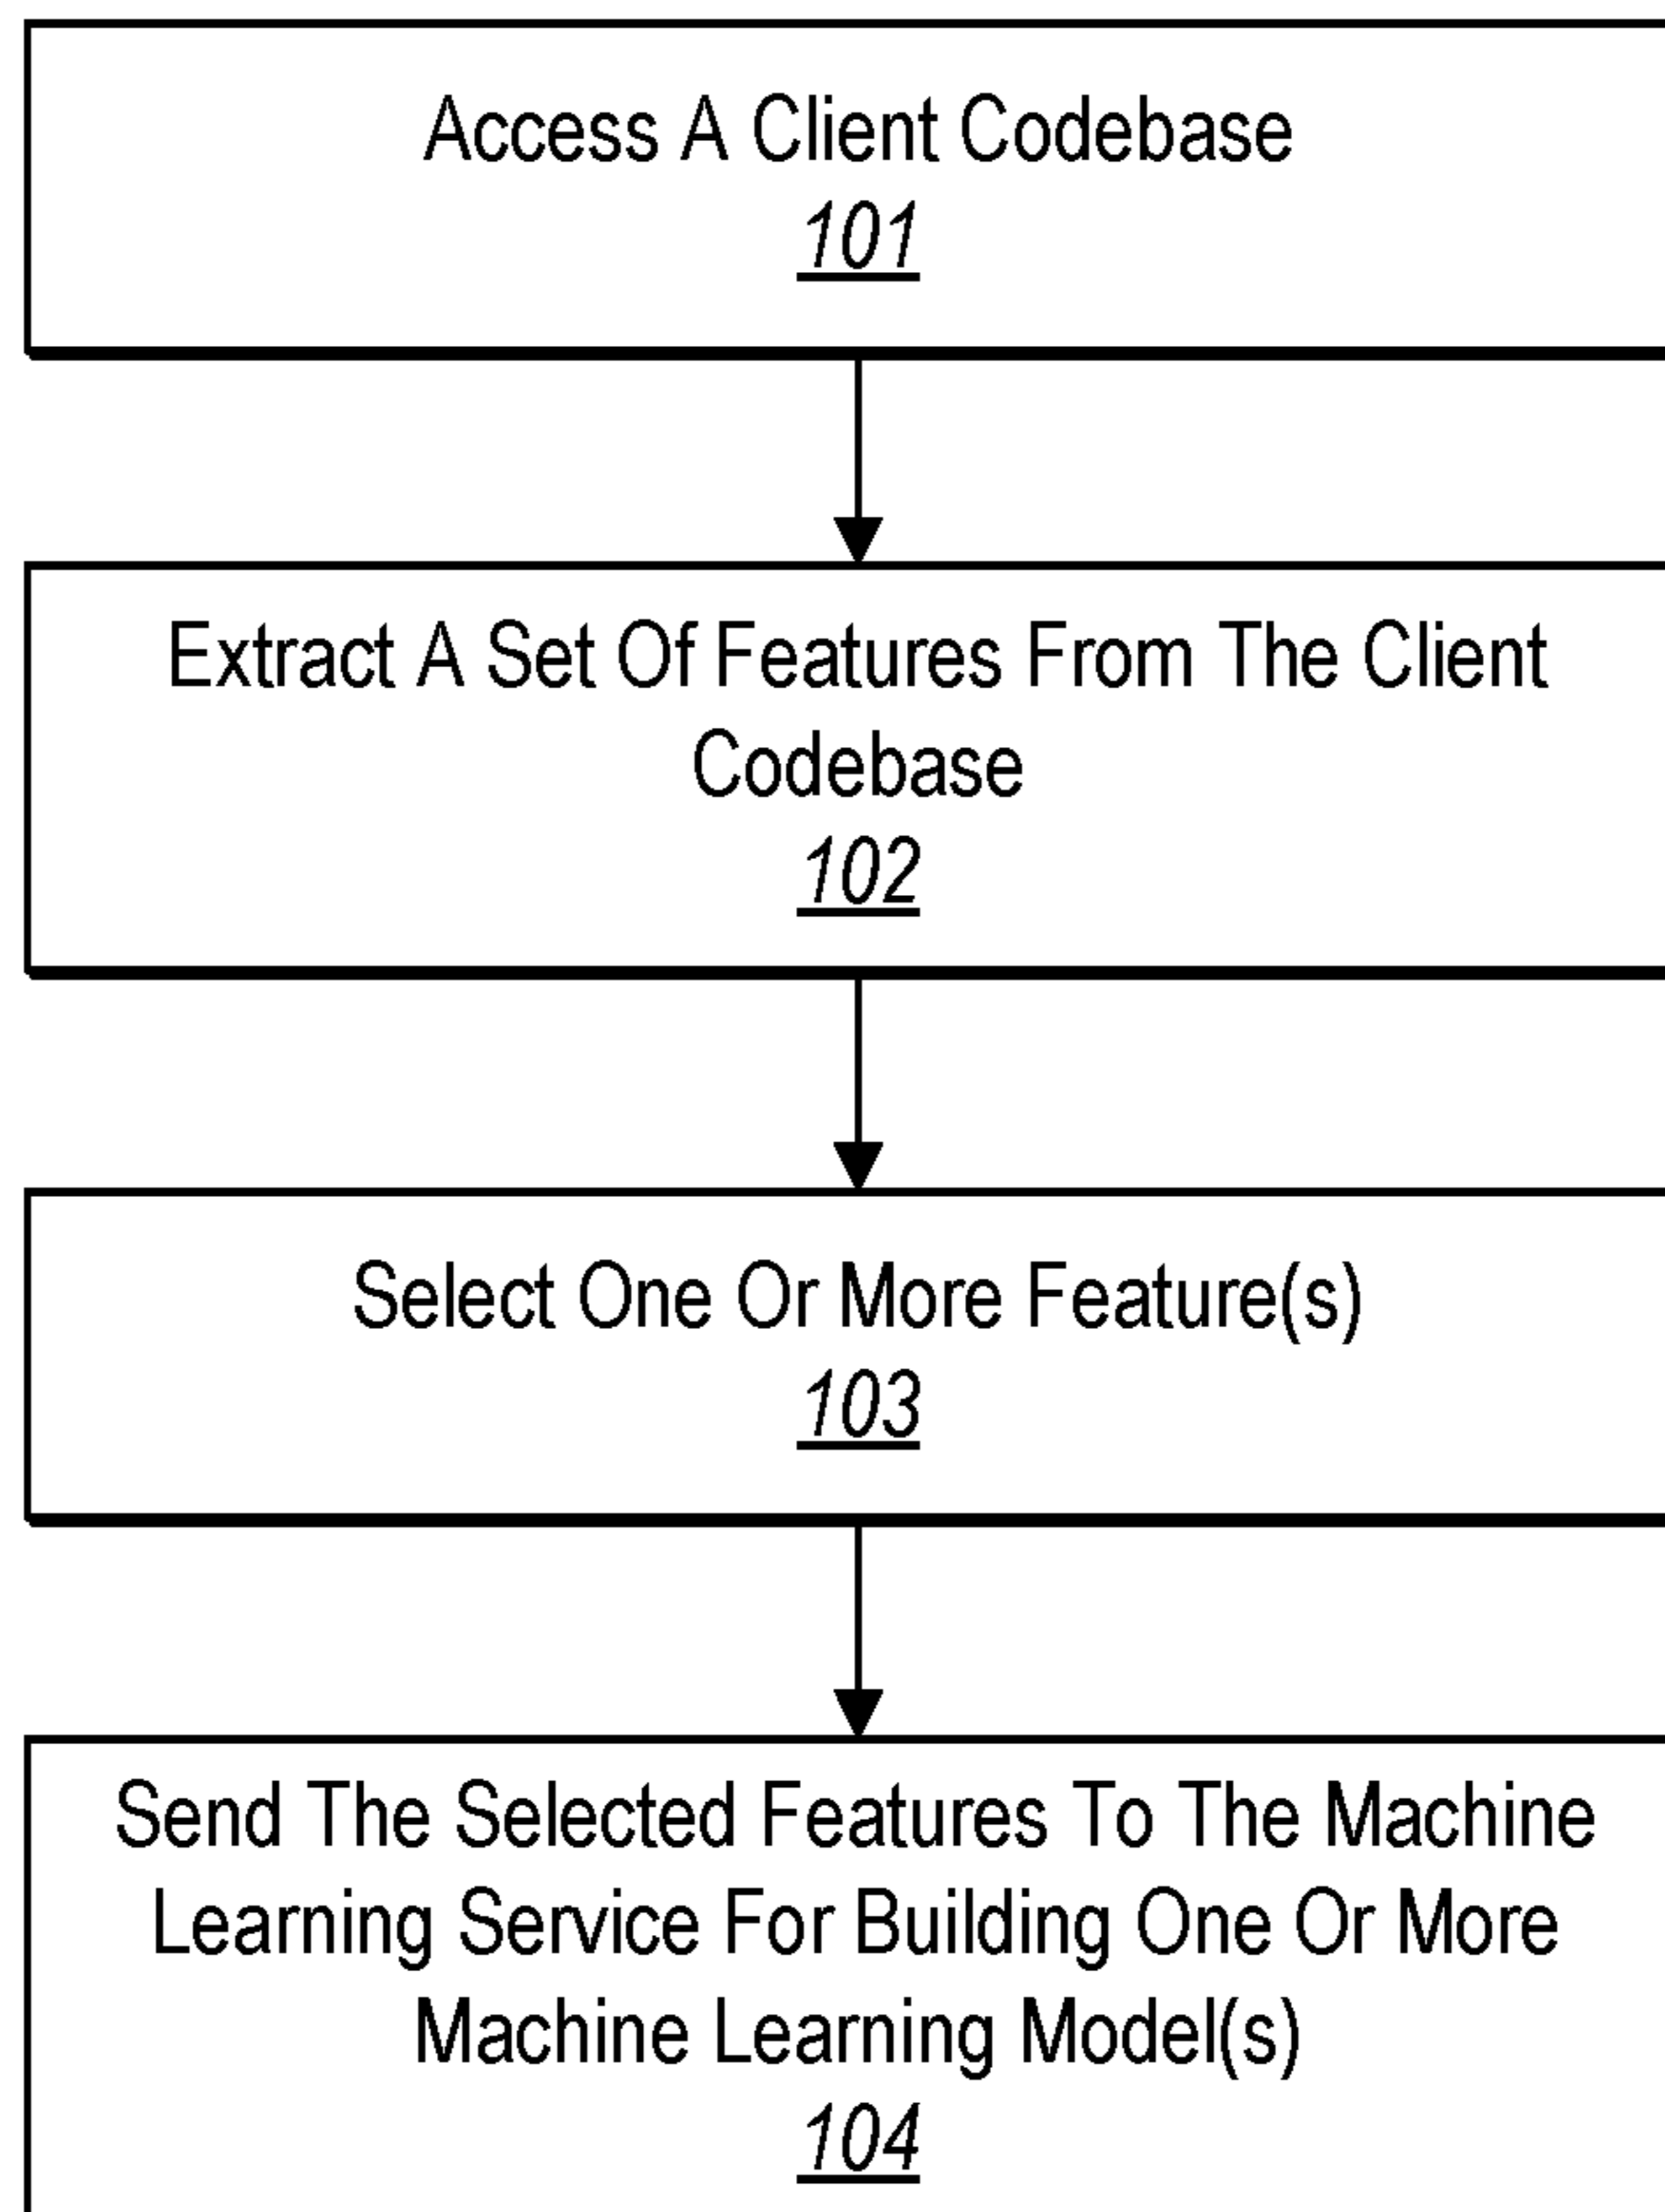 Access A Client Codebase
101
Extract A Set Of Features From The Client
Codebase
102
Select One Or More Feature(s)
103
Send The Selected Features To The Machine
Learning Service For Building One Or More
Machine Learning Model(s)
104